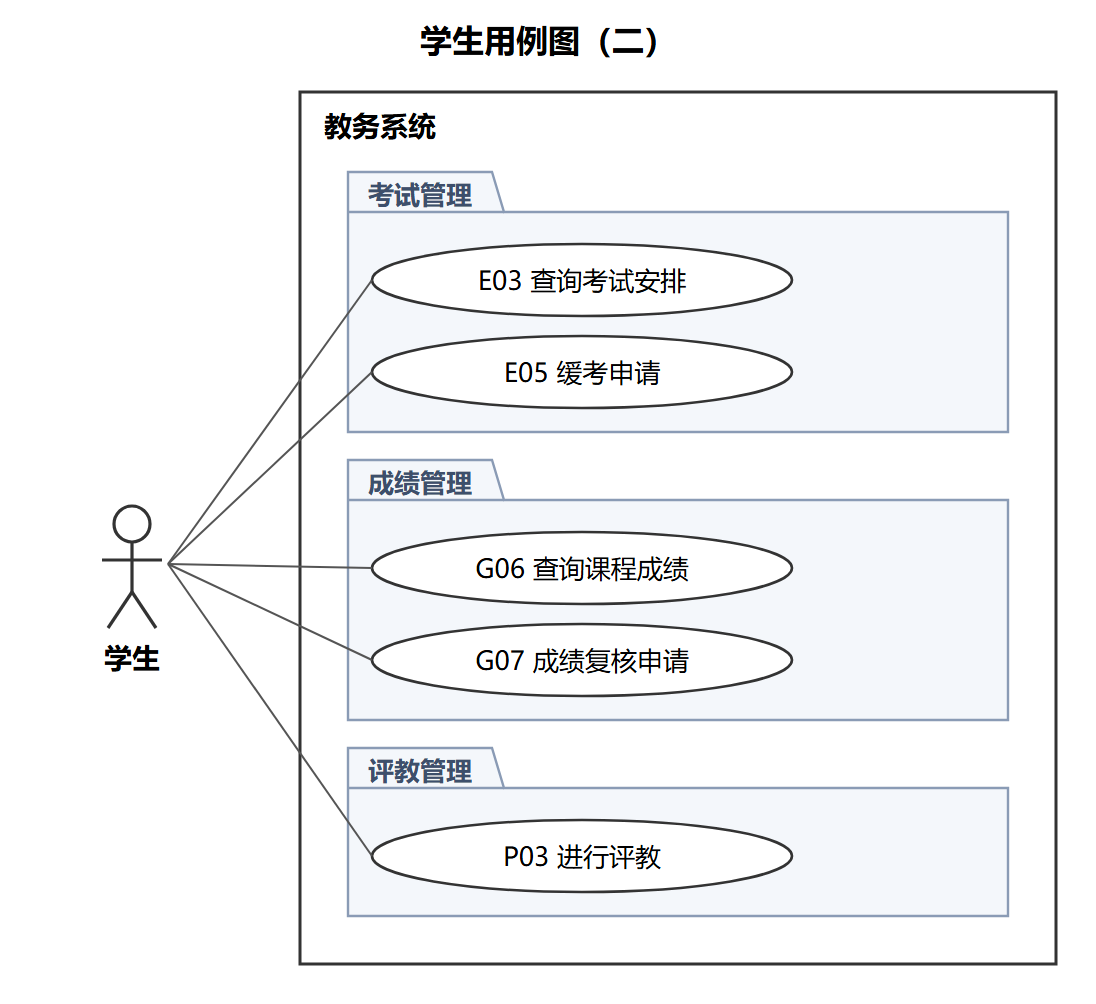 学生用例图（二）
教务系统
考试管理
E03 查询考试安排
E05 缓考申请
成绩管理
G06 查询课程成绩
G07 成绩复核申请
学生
评教管理
P03 进行评教